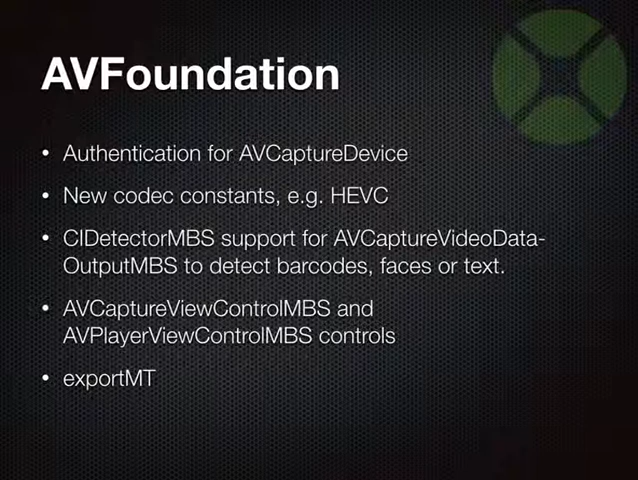 AVFoundation
• Authentication for AVCaptureDevice
• New codec constants, e.g. HEVC
• CIDetectorMBS support for AVCaptureVideoData-
OutputMBS to detect barcodes, faces or text.
• AVCaptureViewControlMBS and
AVPlayerViewControlMBS controls
• exportMT